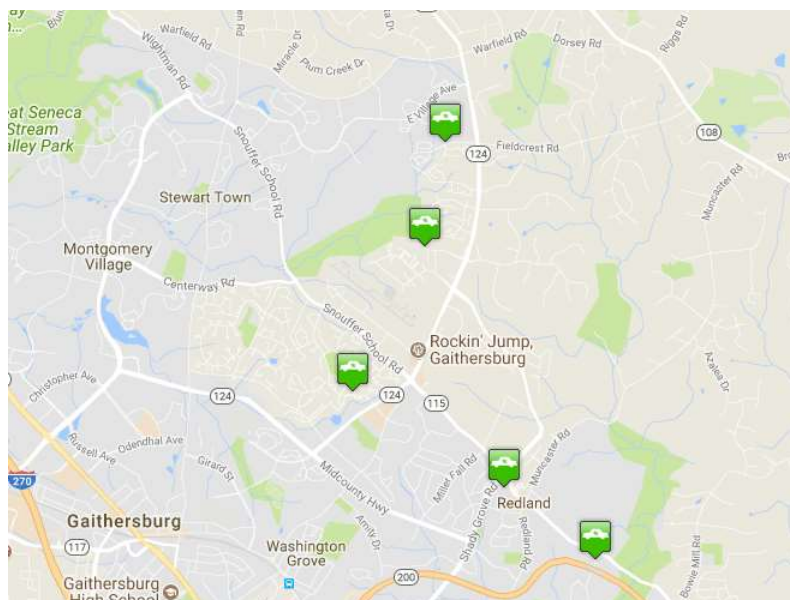 Warfield Rd
Wightman Rd
Miracle Dr
Plum Creek Dr
Warfield Rd
Dorsey Rd
Riggs Rd
E Village Ave
124
Fieldcrest Rd
108
Muncaster Rd
eat Seneca
Stream
alley Park
Snouffer School Rd
Stewart Town
Montgomery
Village
Centerway Rd
Snouffer School Rd
Rockin' Jump,
Gaithersburg
Azalea Dr
Christopher Ave
124
124
115
Russell Ave
Odendhal Ave
Girard St
Midcounty Hwy
Miller Fall Rd
Muncaster Rd
270
Shady Grove Rd
Redland
Redland Rd
Gaithersburg
Amity Dr
117
Washington
Grove
200
Bowie Mill Rd
Gaithersburg
High School